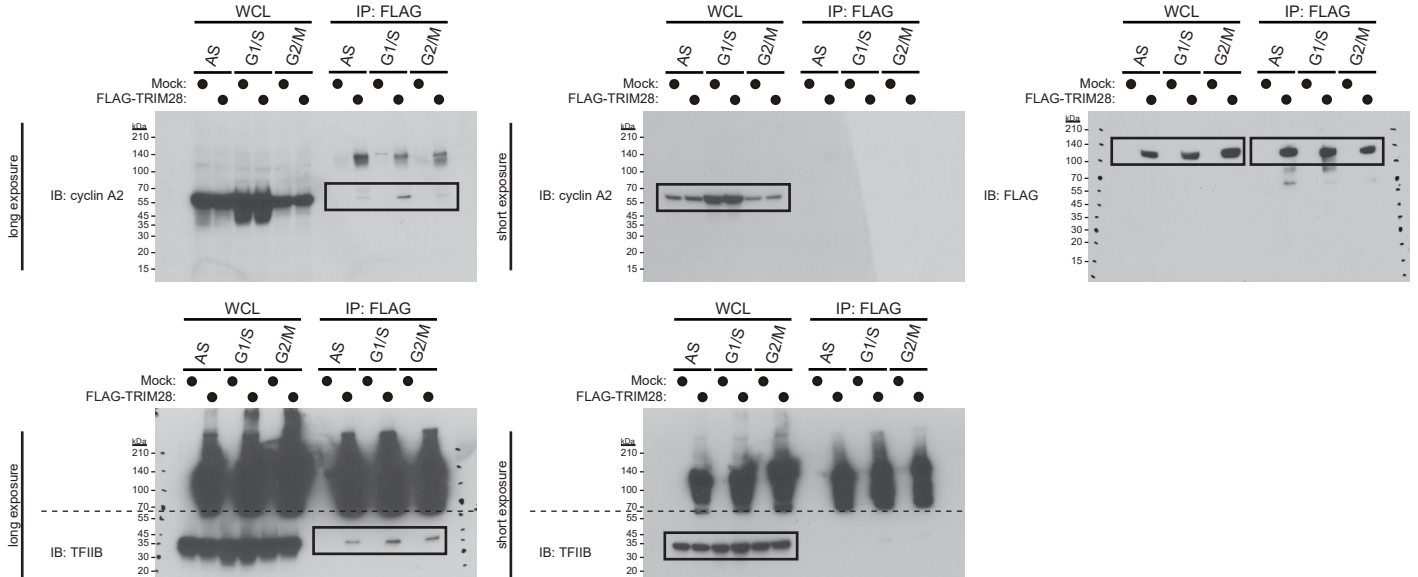 WCL IP: FLAG
AS G1/S G2/M AS G1/S G2/M
Mock:
FLAG-TRIM28:
long exposure
kDa
210
140
100
70
55
45
35
30
20
15
IB: cyclin A2
WCL IP: FLAG
AS G1/S G2/M AS G1/S G2/M
Mock:
FLAG-TRIM28:
short exposure
kDa
210
140
100
70
55
45
35
30
20
15
IB: cyclin A2
WCL IP: FLAG
AS G1/S G2/M AS G1/S G2/M
Mock:
FLAG-TRIM28:
kDa
210
140
100
70
55
45
35
30
20
15
IB: FLAG
WCL IP: FLAG
AS G1/S G2/M AS G1/S G2/M
Mock:
FLAG-TRIM28:
long exposure
kDa
210
140
100
70
55
45
35
30
20
IB: TFIIB
WCL IP: FLAG
AS G1/S G2/M AS G1/S G2/M
Mock:
FLAG-TRIM28:
short exposure
kDa
210
140
100
70
55
45
35
30
20
IB: TFIIB